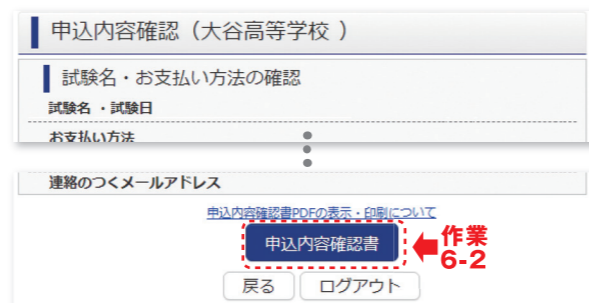 申込内容確認（大谷高等学校 ）
試験名・お支払い方法の確認
試験名 ・試験日
お支払い方法
連絡のつくメールアドレス
申込内容確認書PDFの表示・印刷について
申込内容確認書
作業
6-2
戻る
ログアウト